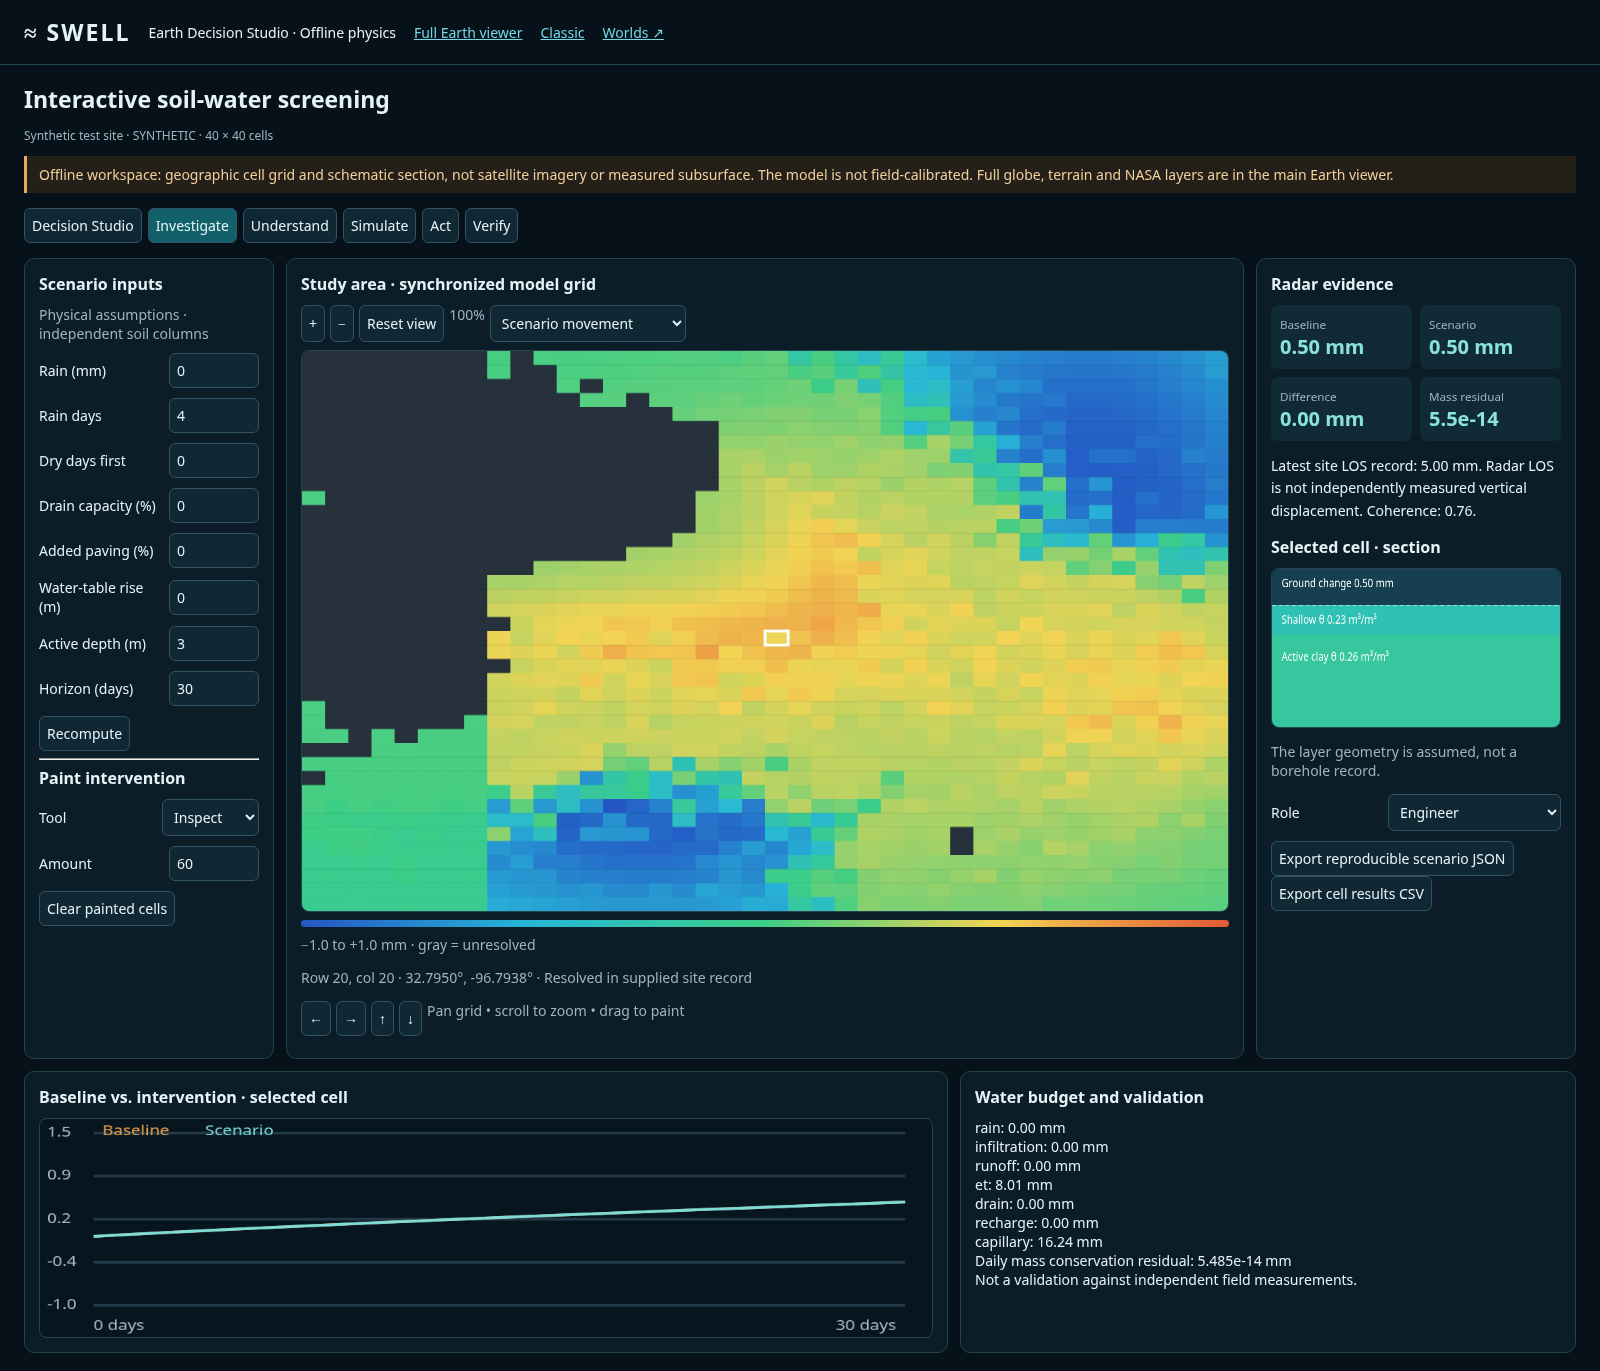 ≈ SWELL Earth Decision Studio · Offline physics Full Earth viewer Classic Worlds ↗
Interactive soil-water screening
Synthetic test site · SYNTHETIC · 40 × 40 cells
Offline workspace: geographic cell grid and schematic section, not satellite imagery or measured subsurface. The model is not field-calibrated. Full globe, terrain and NASA layers are in the main Earth viewer.
Decision Studio Investigate Understand Simulate Act Verify
Scenario inputs
Physical assumptions ·
independent soil columns
Rain (mm) 0
Rain days 4
Dry days first 0
Drain capacity (%) 0
Added paving (%) 0
Water-table rise
(m) 0
Active depth (m) 3
Horizon (days) 30
Recompute
Paint intervention
Tool Inspect
Amount 60
Clear painted cells
Study area · synchronized model grid
+ − Reset view 100% Scenario movement
−1.0 to +1.0 mm · gray = unresolved
Row 20, col 20 · 32.7950°, -96.7938° · Resolved in supplied site record
← → ↑ ↓ Pan grid • scroll to zoom • drag to paint
Radar evidence
Baseline
0.50 mm
Scenario
0.50 mm
Difference
0.00 mm
Mass residual
5.5e-14
Latest site LOS record: 5.00 mm. Radar LOS
is not independently measured vertical
displacement. Coherence: 0.76.
Selected cell · section
Ground change 0.50 mm
Shallow θ 0.23 m³/m³
Active clay θ 0.26 m³/m³
The layer geometry is assumed, not a
borehole record.
Role Engineer
Export reproducible scenario JSON
Export cell results CSV
Baseline vs. intervention · selected cell
Baseline Scenario
1.5
0.9
0.2
-0.4
-1.0
0 days 30 days
Water budget and validation
rain: 0.00 mm
infiltration: 0.00 mm
runoff: 0.00 mm
et: 8.01 mm
drain: 0.00 mm
recharge: 0.00 mm
capillary: 16.24 mm
Daily mass conservation residual: 5.485e-14 mm
Not a validation against independent field measurements.